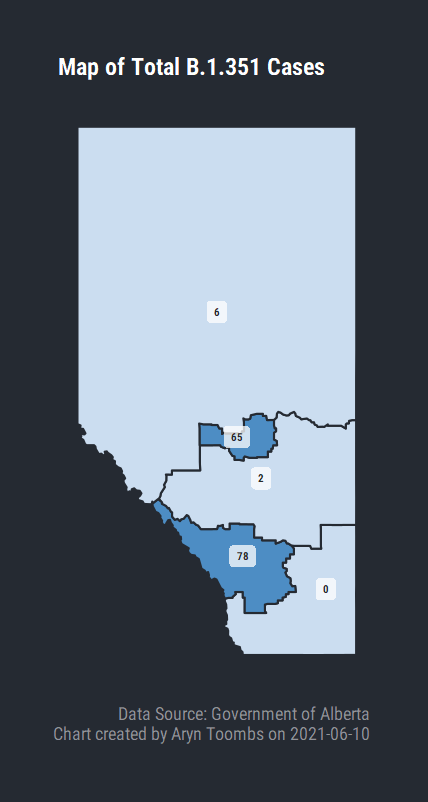 Map of Total B.1.351 Cases
6
65
2
78
0
Data Source: Government of Alberta
Chart created by Aryn Toombs on 2021-06-10